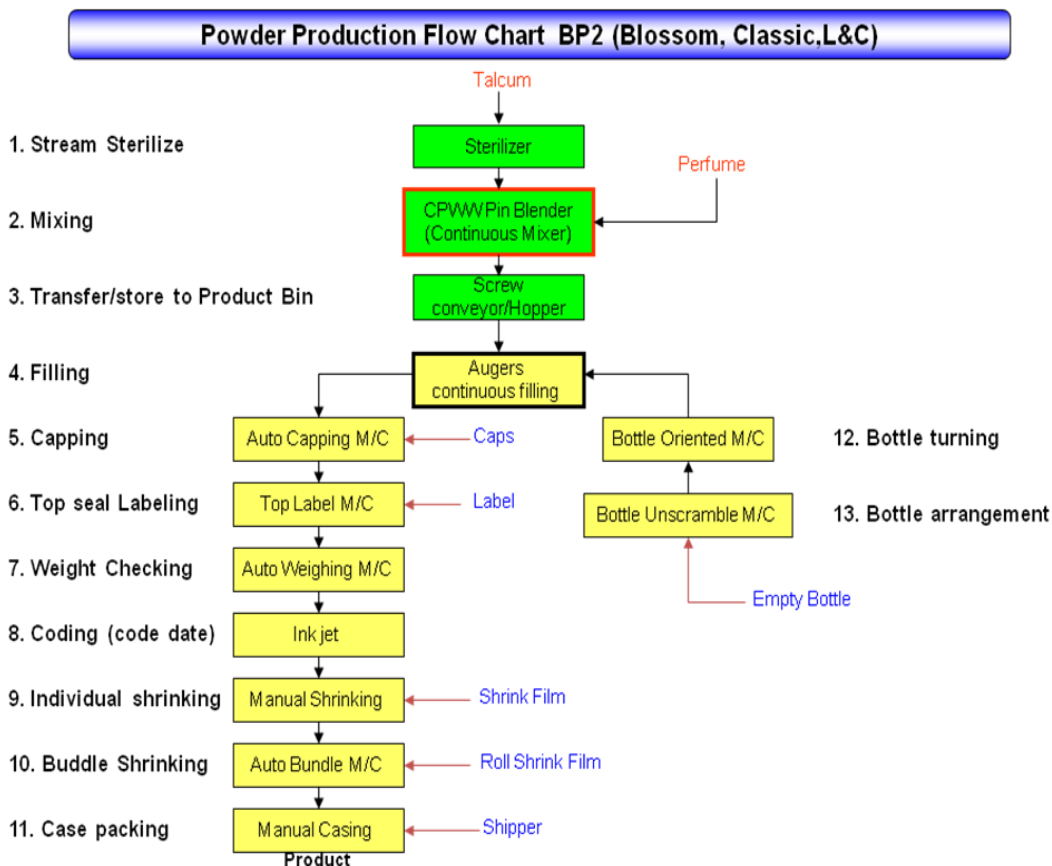 Powder Production Flow Chart BP2 (Blossom, Classic,L&C)
Talcum
1. Stream Sterilize
Sterilizer
Perfume
2. Mixing
CPVWV Pin Blender
(Continuous Mixer)
3. Transfer/store to Product Bin
Screw
conveyor/Hopper
4. Filling
Augers
continuous filling
5. Capping
Auto Capping M/C
Caps
Bottle Oriented M/C
12. Bottle turning
6. Top seal Labeling
Top Label M/C
Label
Bottle Unscramble M/C
13. Bottle arrangement
7. Weight Checking
Auto Weighing M/C
Empty Bottle
8. Coding (code date)
Ink jet
9. Individual shrinking
Manual Shrinking
Shrink Film
10. Buddle Shrinking
Auto Bundle M/C
Roll Shrink Film
11. Case packing
Manual Casing
Shipper
Product